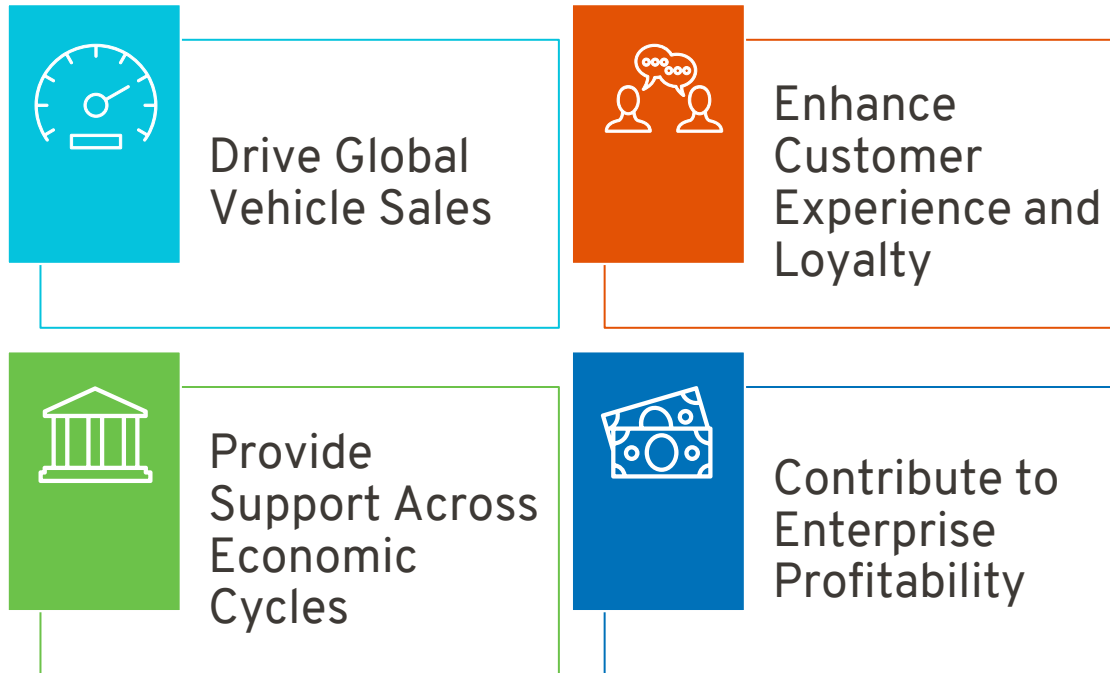 Drive Global
Vehicle Sales
Enhance
Customer
Experience and
Loyalty
Provide
Support Across
Economic
Cycles
Contribute to
Enterprise
Profitability